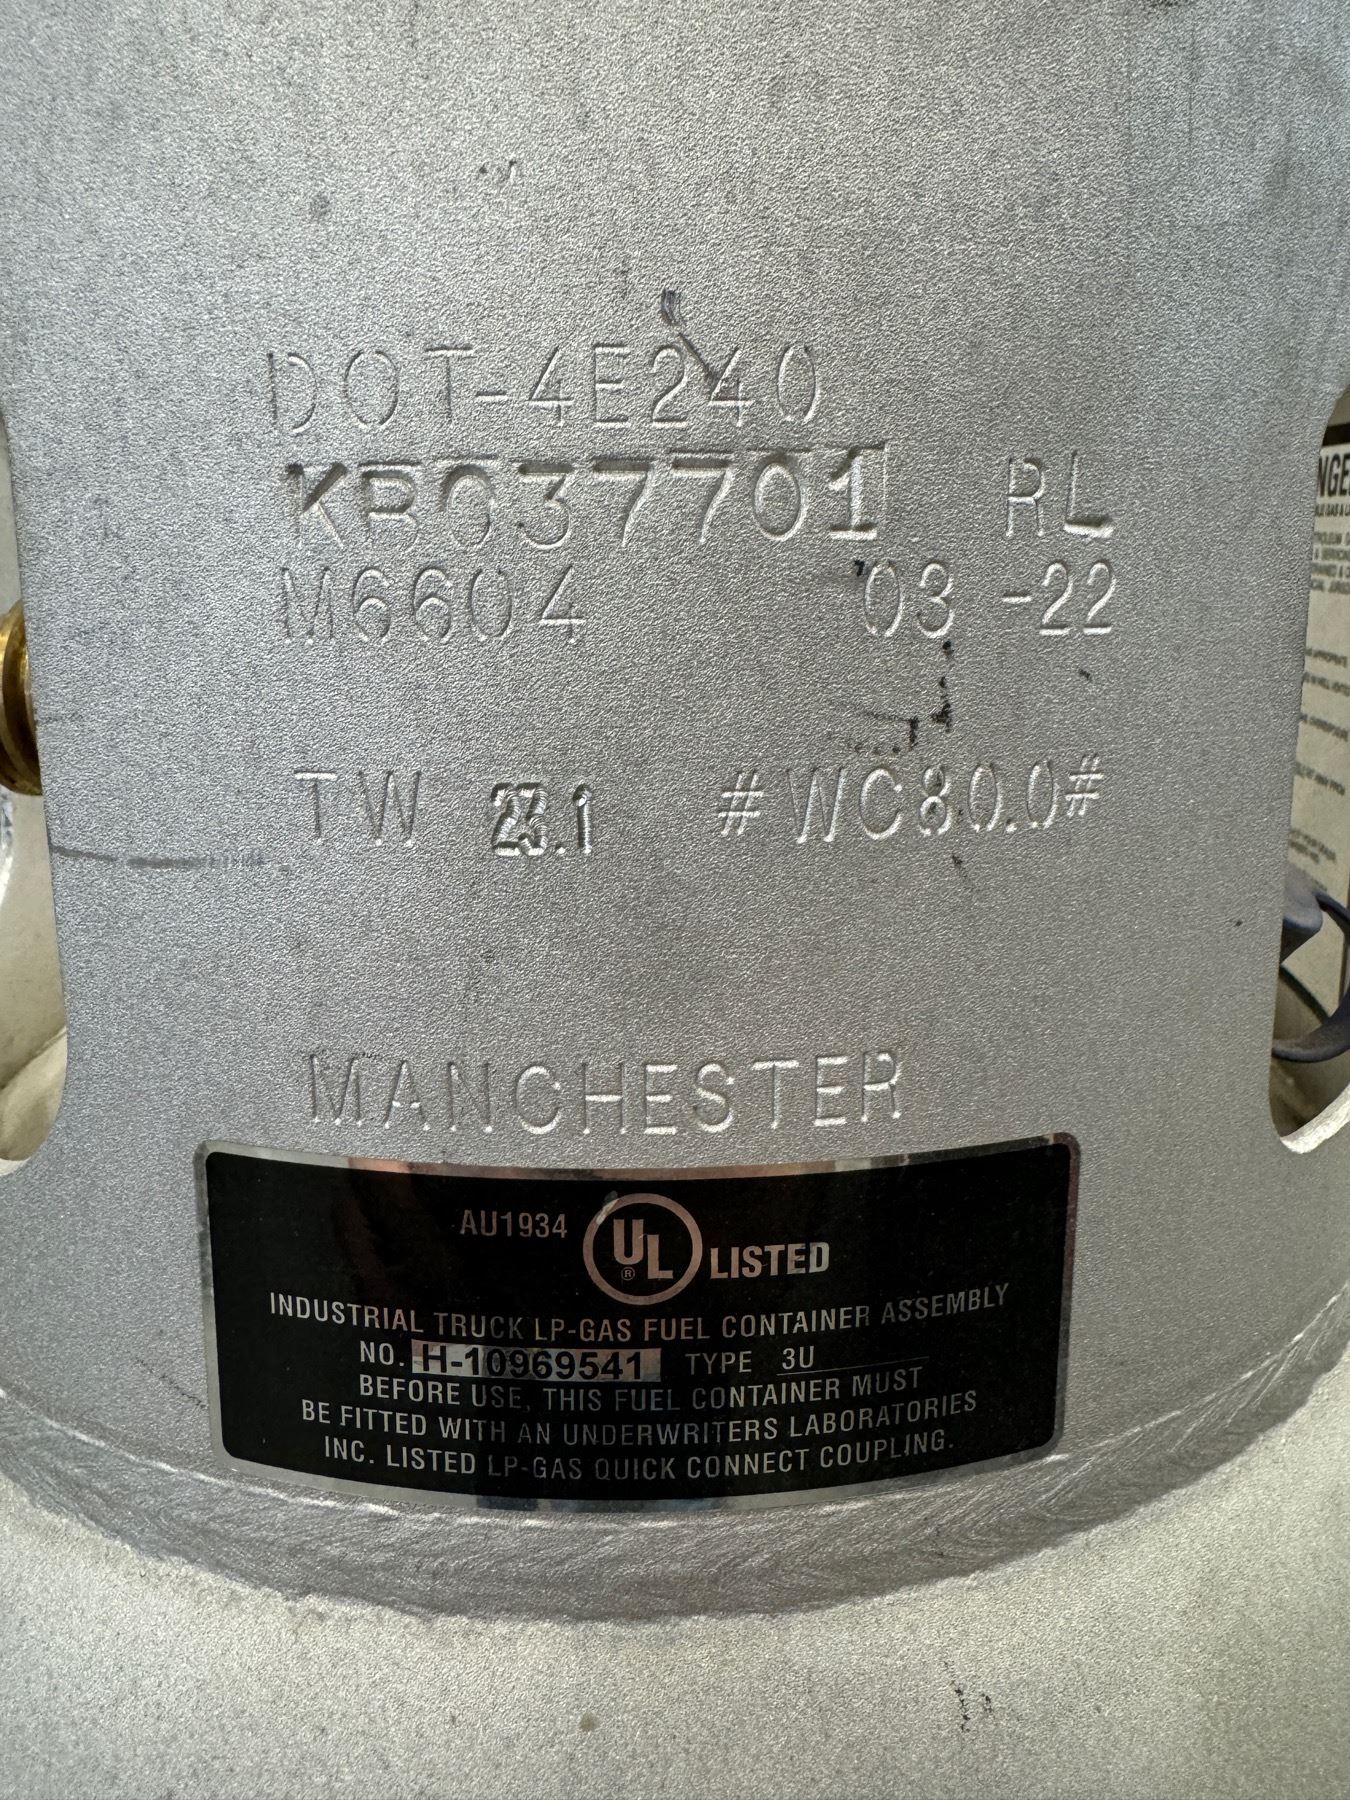 DOT-4E240
KB037701 RL
M6604 03 -22
TW .1 #WC80.0#
MANCHESTER
AU1934 UL® LISTED
INDUSTRIAL TRUCK LP-GAS FUEL CONTAINER ASSEMBLY
NO. H-10969541 TYPE 3U
BEFORE USE, THIS FUEL CONTAINER MUST
BE FITTED WITH AN UNDERWRITERS LABORATORIES
INC. LISTED LP-GAS QUICK CONNECT COUPLING.